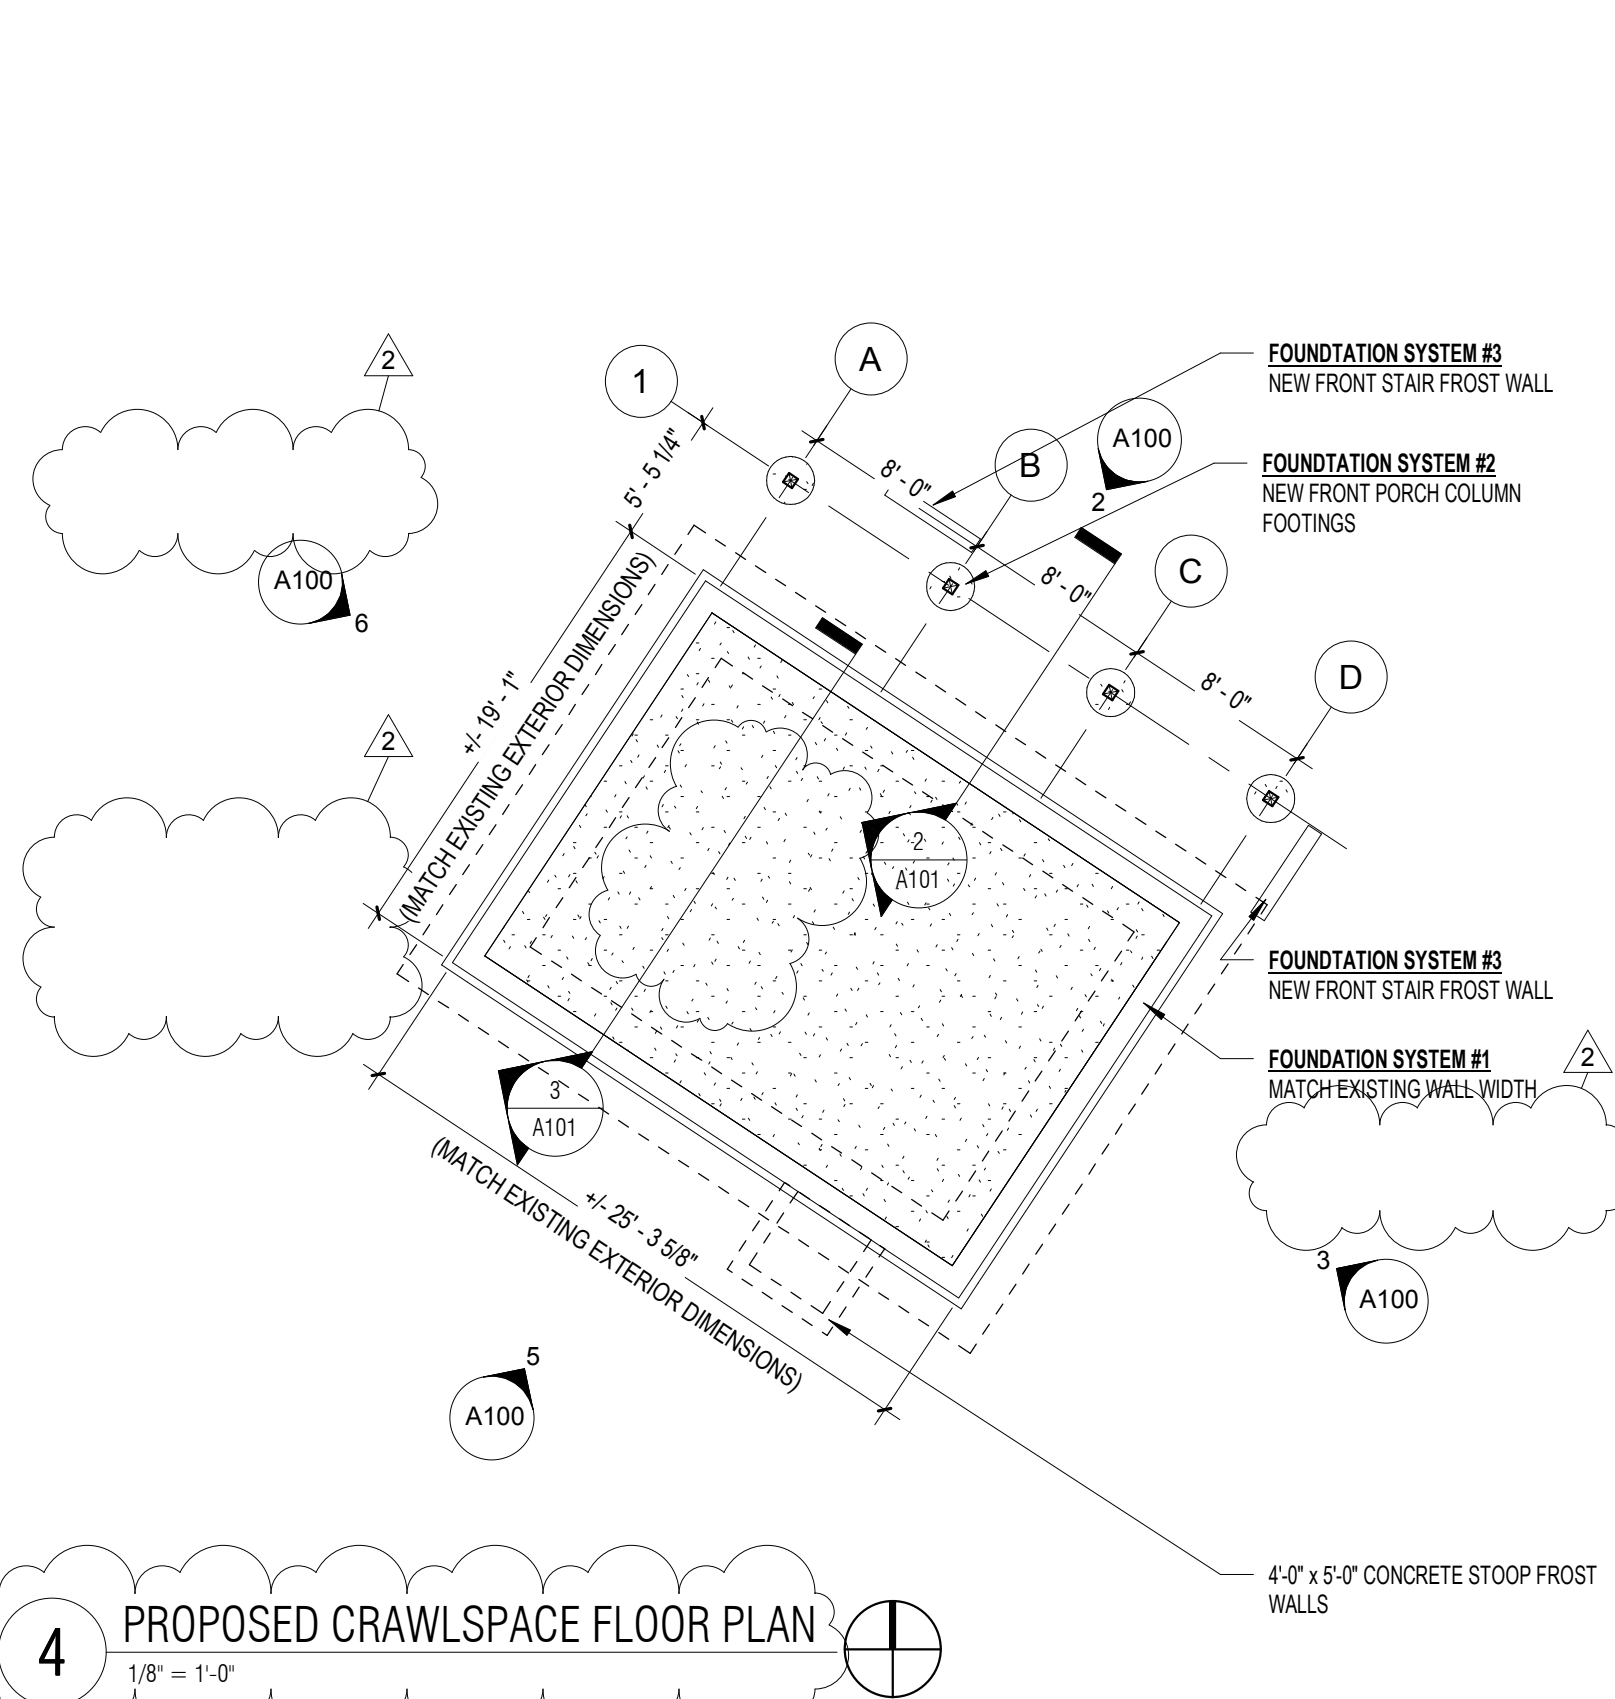 2
1
A
FOUNDTATION SYSTEM #3
NEW FRONT STAIR FROST WALL
5' - 5 1/4"
8' - 0"
B
A100
2
FOUNDTATION SYSTEM #2
NEW FRONT PORCH COLUMN
FOOTINGS
A100
6
8' - 0"
C
8' - 0"
D
+/- 19' - 1"
(MATCH EXISTING EXTERIOR DIMENSIONS)
2
2
A101
FOUNDTATION SYSTEM #3
NEW FRONT STAIR FROST WALL
FOUNDATION SYSTEM #1
MATCH EXISTING WALL WIDTH
2
3
A101
+/- 25' - 3 5/8"
(MATCH EXISTING EXTERIOR DIMENSIONS)
3
A100
5
A100
4'-0" x 5'-0" CONCRETE STOOP FROST
WALLS
4
PROPOSED CRAWLSPACE FLOOR PLAN
1/8" = 1'-0"